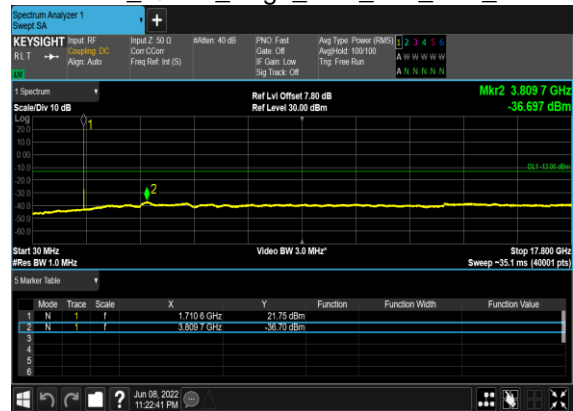 Spectrum Analyzer 1
Swept SA
+
KEYSIGHT Input: RF Input Z: 50 Ω #Atten: 40 dB PNO: Fast Avg Type: Power (RMS) 1 2 3 4 5 6
RLT Coupling: DC Corr CCorr Gate: Off Avg|Hold: 100/100 A W W W W W
Align: Auto Freq Ref: Int (S) IF Gain: Low Trig: Free Run
LXI Sig Track: Off A N N N N N
1 Spectrum Ref Lvl Offset 7.80 dB Mkr2 3.809 7 GHz
Scale/Div 10 dB Ref Level 30.00 dBm -36.697 dBm
Log
1
20.0
10.0
0.00
-10.0
DL1 -13.00 dBm
-20.0
-30.0
2
-40.0
-50.0
-60.0
Start 30 MHz Video BW 3.0 MHz* Stop 17.800 GHz
#Res BW 1.0 MHz Sweep ~35.1 ms (40001 pts)
5 Marker Table
Mode Trace Scale X Y Function Function Width Function Value
1 N 1 f 1.710 6 GHz 21.75 dBm
2 N 1 f 3.809 7 GHz -36.70 dBm
3
4
5
6
? Jun 08, 2022
11:22:41 PM